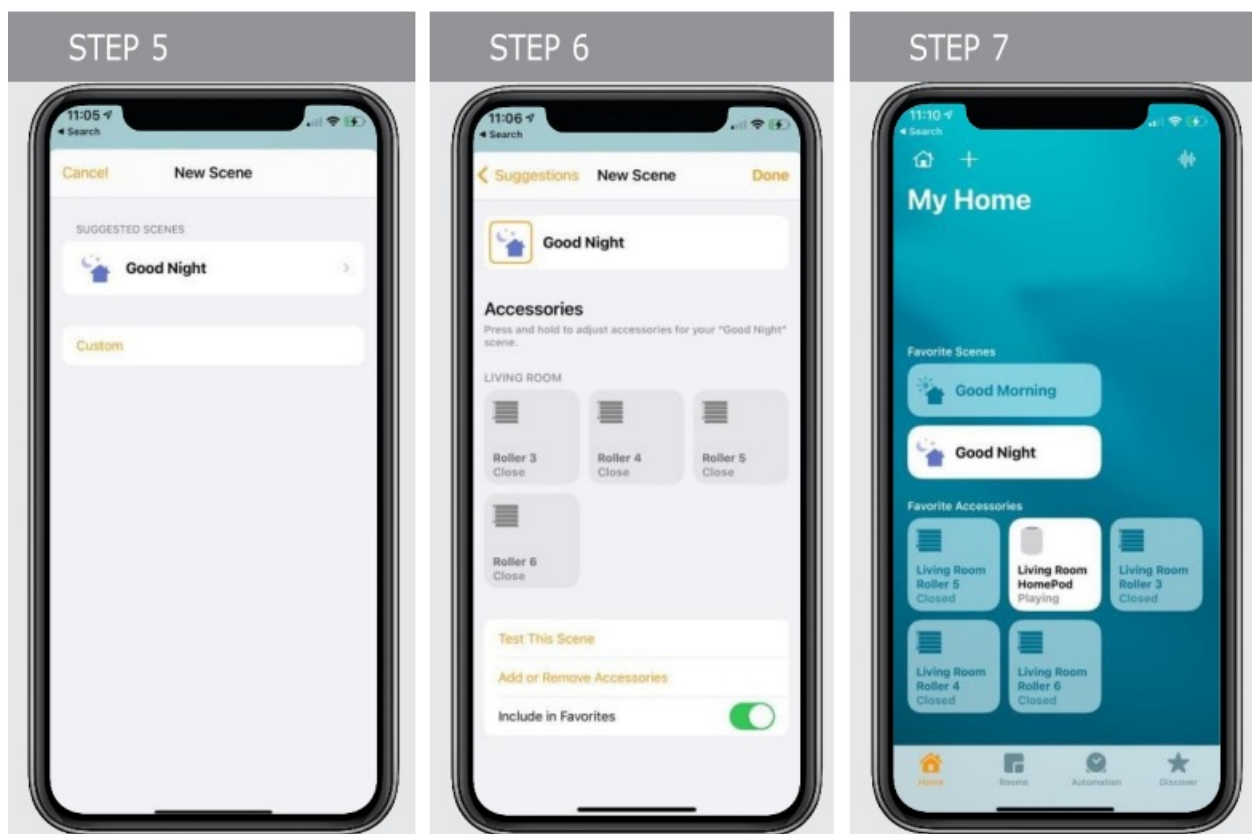 STEP 5
11:05
Search
Cancel
New Scene
SUGGESTED SCENES
Good Night
Custom
STEP 6
11:06
Search
Suggestions
New Scene
Done
Good Night
Accessories
Press and hold to adjust accessories for your "Good Night"
scene.
LIVING ROOM
Roller 3
Close
Roller 4
Close
Roller 5
Close
Roller 6
Close
Test This Scene
Add or Remove Accessories
Include in Favorites
STEP 7
11:10
Search
My Home
Favorite Scenes
Good Morning
Good Night
Favorite Accessories
Living Room
Roller 5
Closed
Living Room
HomePod
Playing
Living Room
Roller 3
Closed
Living Room
Roller 4
Closed
Living Room
Roller 6
Closed
Home
Rooms
Automation
Discover